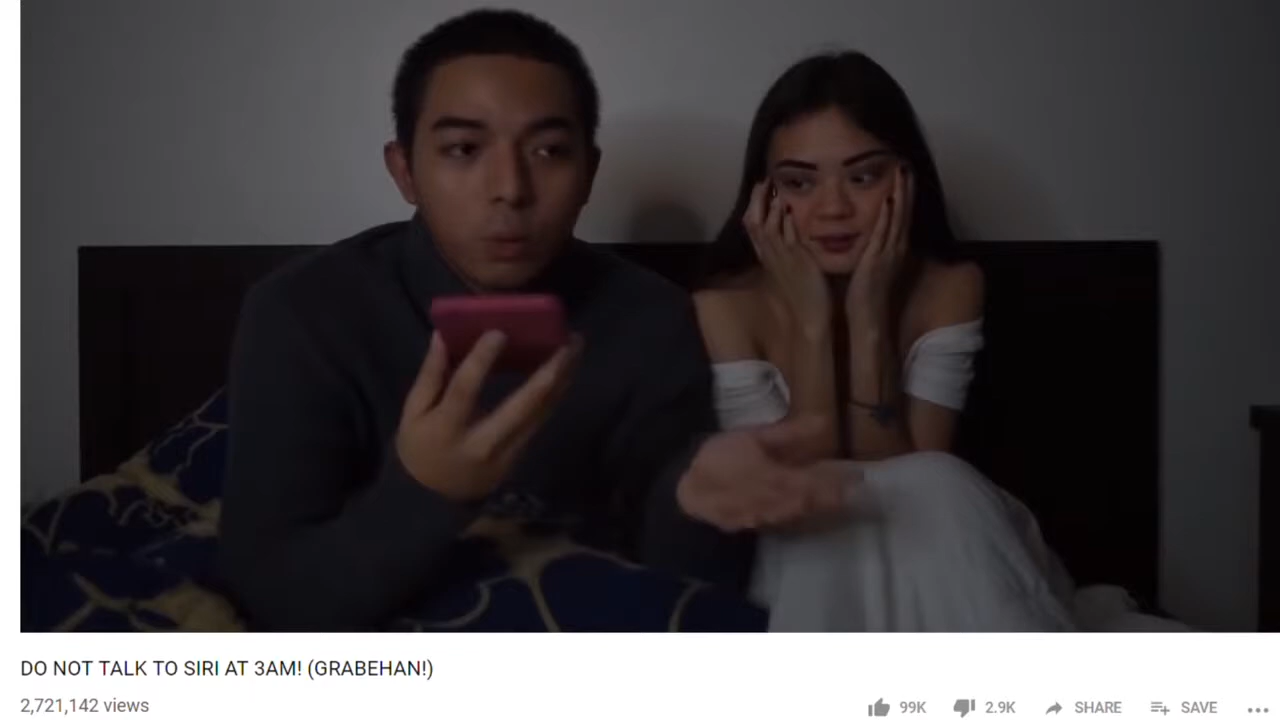 DO NOT TALK TO SIRI AT 3AM! (GRABEHAN!)
2,721,142 views
99K
2.9K
SHARE
SAVE